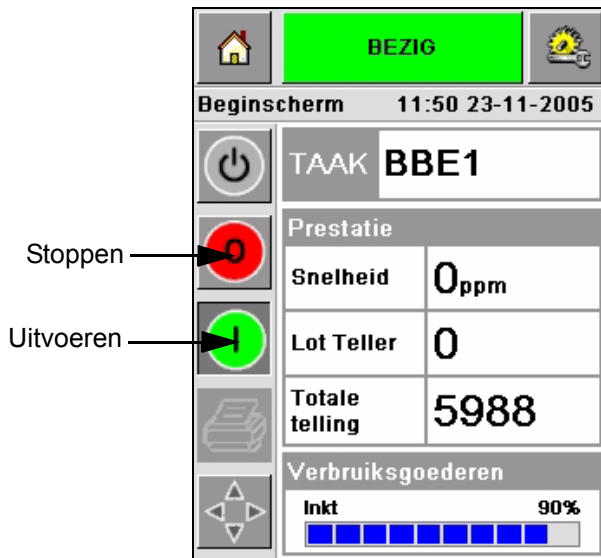 BEZIG
Beginscherm 11:50 23-11-2005
TAAK BBE1
Prestatie
Stoppen
O
Snelheid 0ppm
Uitvoeren
I
Lot Teller 0
Totale
telling 5988
Verbruiksgoederen
Inkt 90%